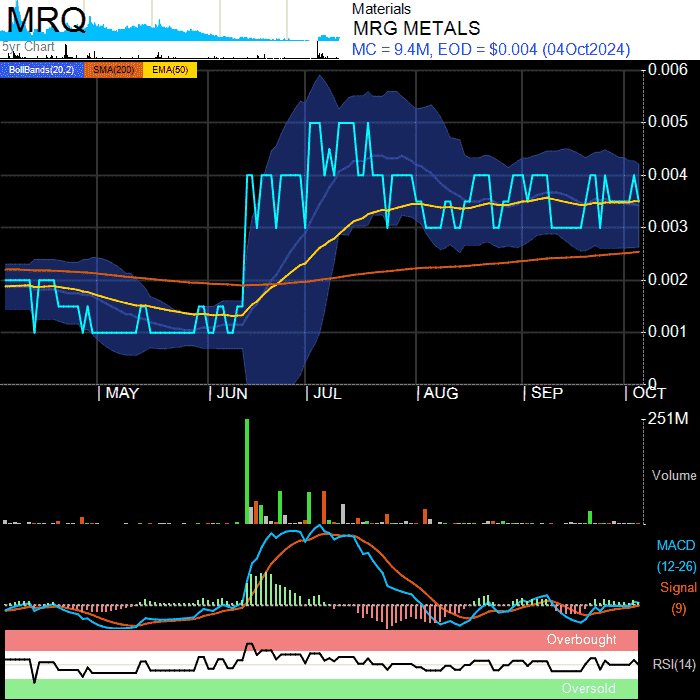 MRQ
5yr Chart
Materials
MRG METALS
MC = 9.4M, EOD = $0.004 (04Oct2024)
BollBands(20,2) SMA(200) EMA(50)
0.006
0.005
0.004
0.003
0.002
0.001
0
MAY JUN JUL AUG SEP OCT
251M
Volume
MACD
(12-26)
Signal
(9)
Overbought
RSI(14)
Oversold